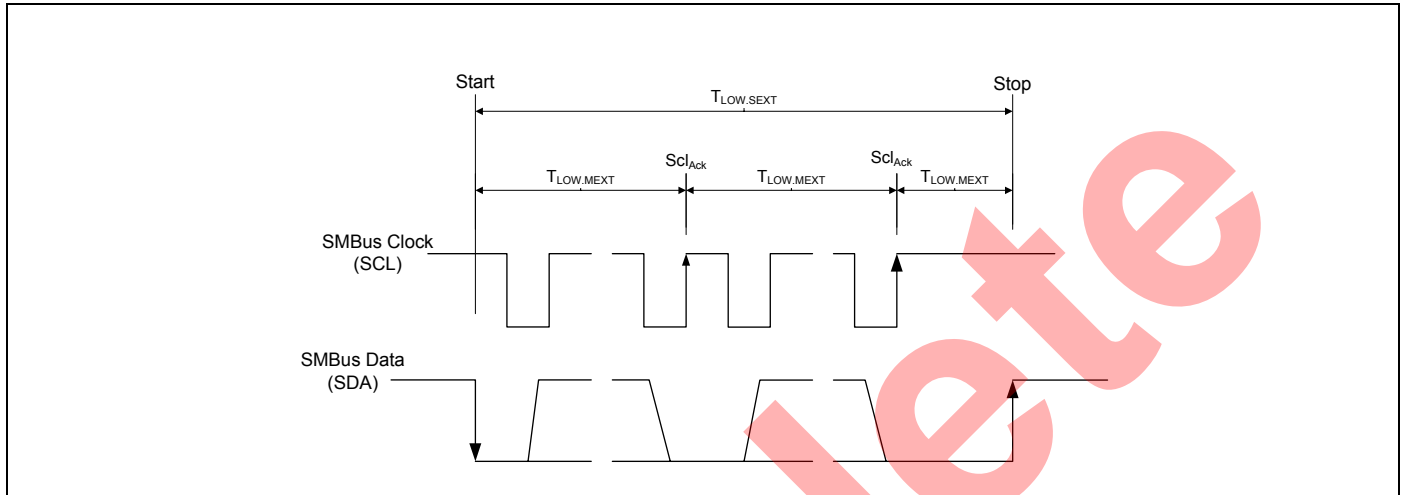 Start
Stop
TLOW.SEXT
SclAck
SclAck
TLOW.MEXT
TLOW.MEXT
TLOW.MEXT
SMBus Clock
(SCL)
SMBus Data
(SDA)
lete